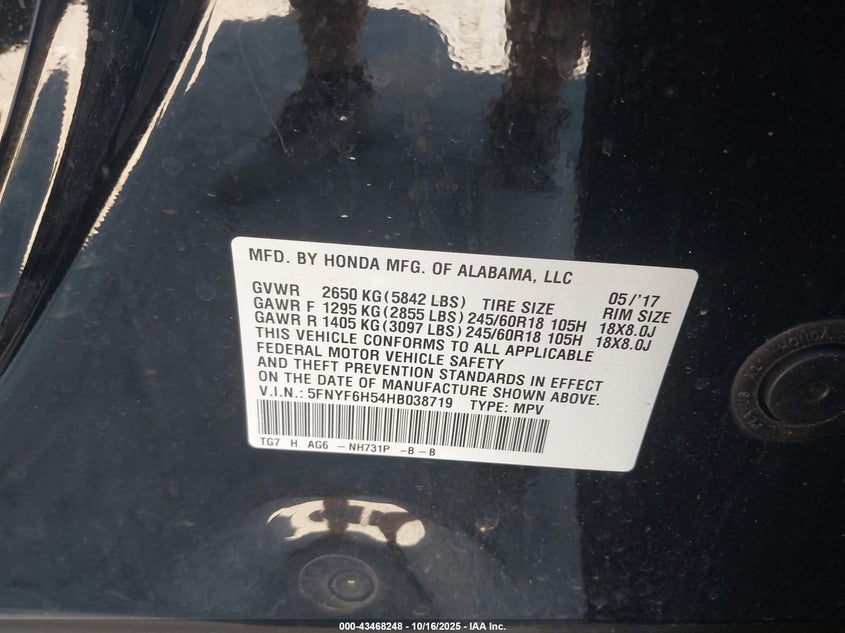 MFD. BY HONDA MFG. OF ALABAMA, LLC
GVWR 2650 KG(5842 LBS) TIRE SIZE 05/'17 RIM SIZE
GAWR F 1295 KG(2855 LBS)245/60R18 105H 18X8.0J
GAWR R 1405 KG(3097 LBS)245/60R18 105H 18X8.0J
THIS VEHICLE CONFORMS TO ALL APPLICABLE
FEDERAL MOTOR VEHICLE SAFETY
AND THEFT PREVENTION STANDARDS IN EFFECT
ON THE DATE OF MANUFACTURE SHOWN ABOVE.
V.I.N.: 5FNYF6H54HB038719 TYPE: MPV
TG7 H AG6 -NH731P -B-B
000-43468248 - 10/16/2025 - IAA Inc.